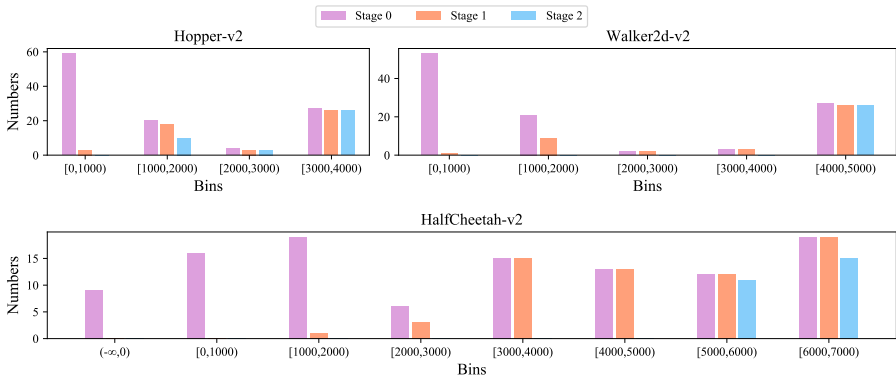 Stage 0 Stage 1 Stage 2
Hopper-v2
Numbers
60
40
20
0
[0,1000) [1000,2000) [2000,3000) [3000,4000)
Bins
Walker2d-v2
40
20
0
[0,1000) [1000,2000) [2000,3000) [3000,4000) [4000,5000)
Bins
HalfCheetah-v2
Numbers
15
10
5
0
(-∞,0) [0,1000) [1000,2000) [2000,3000) [3000,4000) [4000,5000) [5000,6000) [6000,7000)
Bins